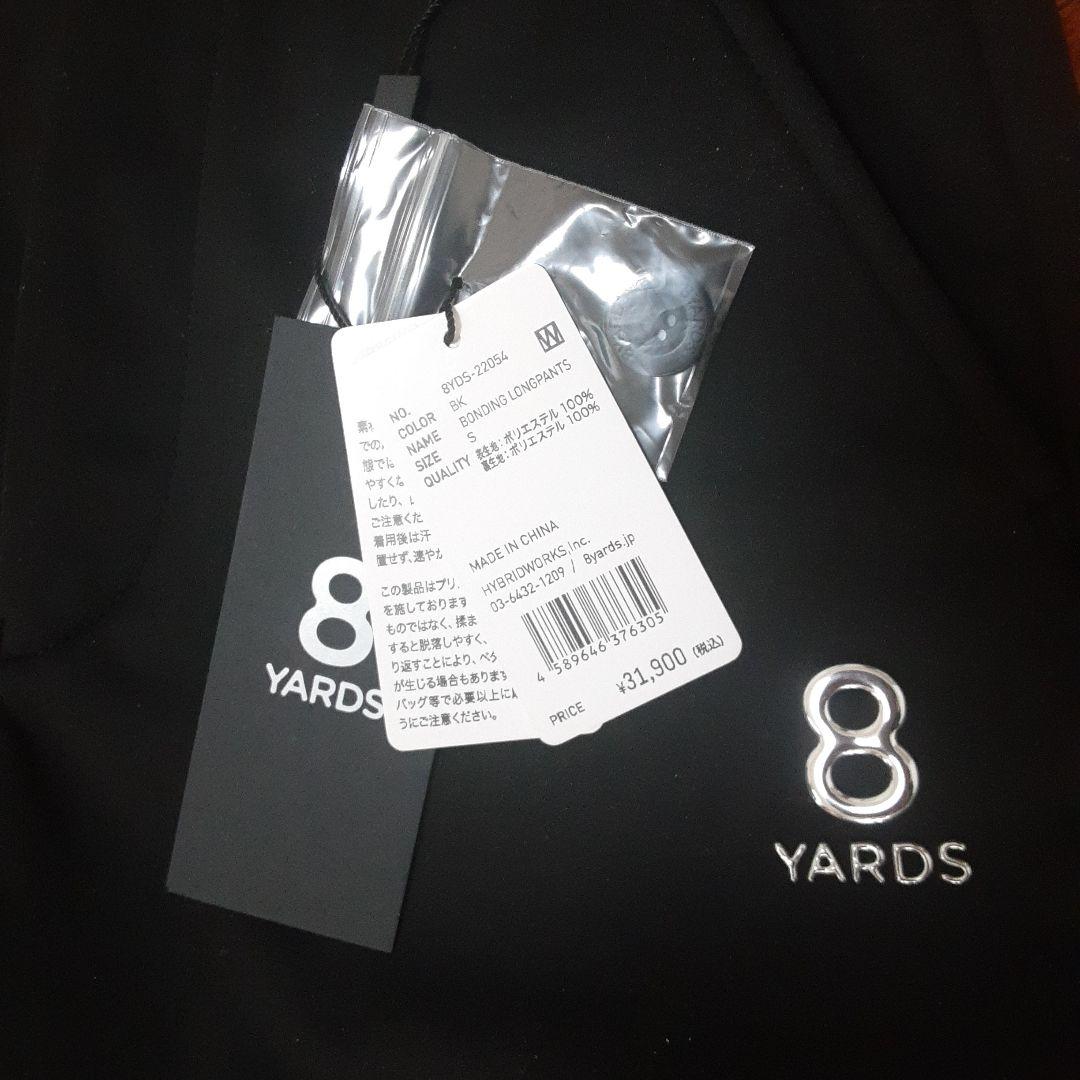 W
NO. 8YDS-22054
COLOR BK
NAME BONDING LONGPANTS
SIZE S
QUALITY 表生地:ポリエステル 100%
裏生地:ポリエステル 100%
MADE IN CHINA
HYBRIDWORKS,Inc.
03-6432-1209 / 8yards.jp
4 589646 376305
PRICE ¥31,900 (税込)
での,
態では
やすくな
したり、
ご注意くた
着用後は汗
置せず、速やか
この製品はプリ
を施しております
ものではなく、揉ま
すると脱落しやすく、
り返すことにより、ベタ
が生じる場合もあります
バッグ等で必要以上に
うにご注意ください。
8
YARDS
8
YARDS